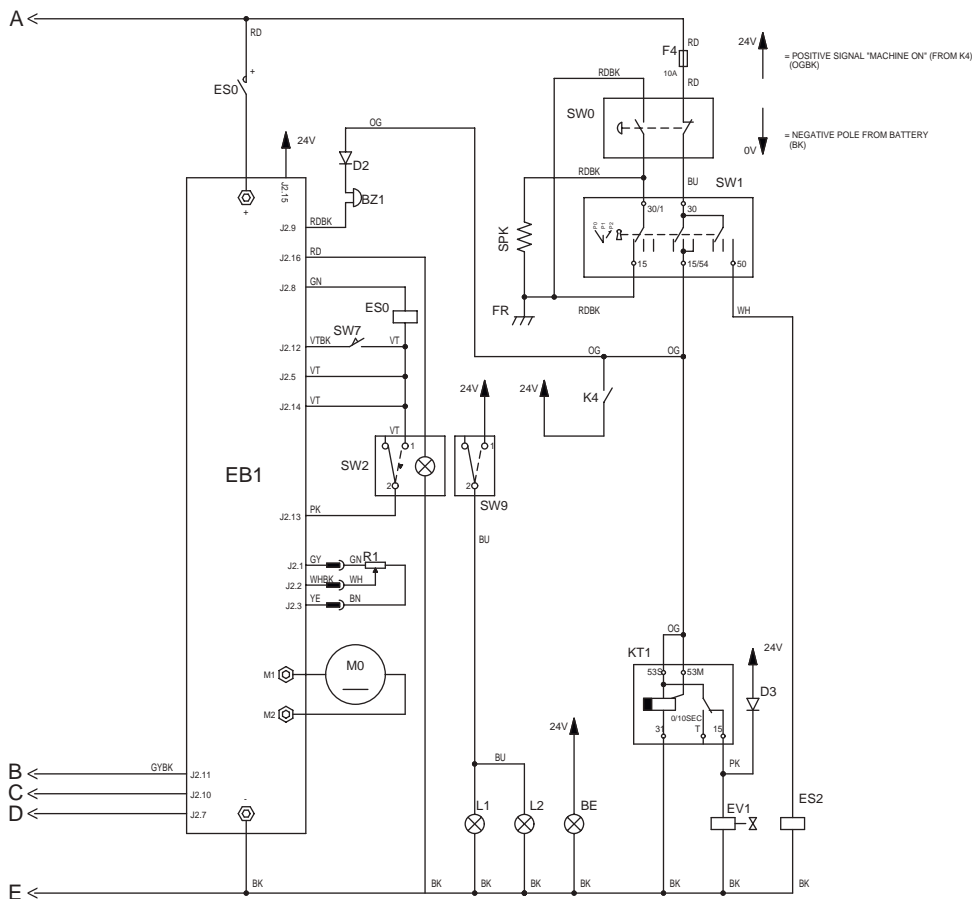 A
RD
RD
F4
10A
RD
24V
= POSITIVE SIGNAL "MACHINE ON" (FROM K4)
(OGBK)
0V
= NEGATIVE POLE FROM BATTERY
(BK)
+
ES0
RDBK
SW0
OG
24V
D2
BZ1
RDBK
BU
SW1
J2.15
+
J2.9
RDBK
30/1
30
P0
P1
P2
SPK
J2.16
RD
15
15/54
50
J2.8
GN
ES0
FR
RDBK
WH
SW7
J2.12
VTBK
VT
OG
OG
J2.5
VT
24V
24V
K4
J2.14
VT
VT
1
1
SW2
EB1
2
2
SW9
J2.13
PK
BU
J2.1
GY
GN
R1
J2.2
WHBK
WH
J2.3
YE
BN
OG
KT1
24V
M0
53S
53M
M1
D3
0/10SEC
M2
31
T
15
24V
BU
PK
B
GYBK
J2.11
C
J2.10
D
J2.7
-
L1
L2
BE
EV1
ES2
E
BK
BK
BK
BK
BK
BK
BK
BK